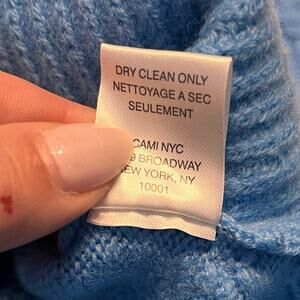 DRY CLEAN ONLY
NETTOYAGE A SEC
SEULEMENT
CAMI NYC
BROADWAY
NEW YORK, NY
10001